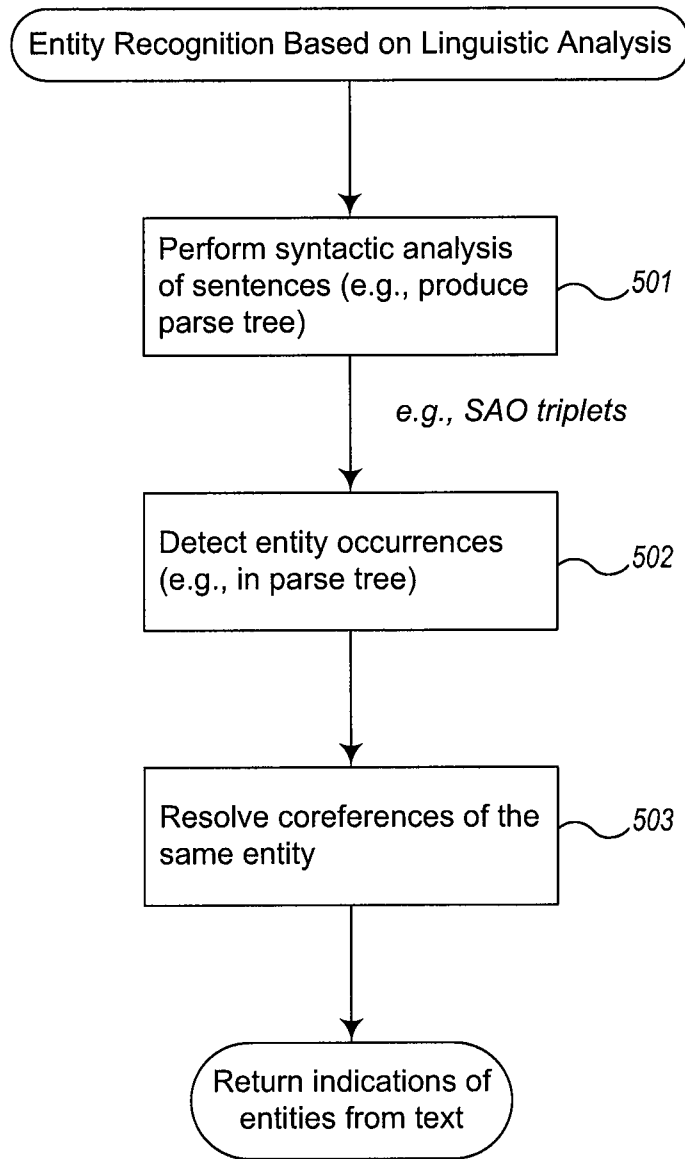 Entity Recognition Based on Linguistic Analysis
Perform syntactic analysis
of sentences (e.g., produce
parse tree)
501
e.g., SAO triplets
Detect entity occurrences
(e.g., in parse tree)
502
Resolve coreferences of the
same entity
503
Return indications of
entities from text